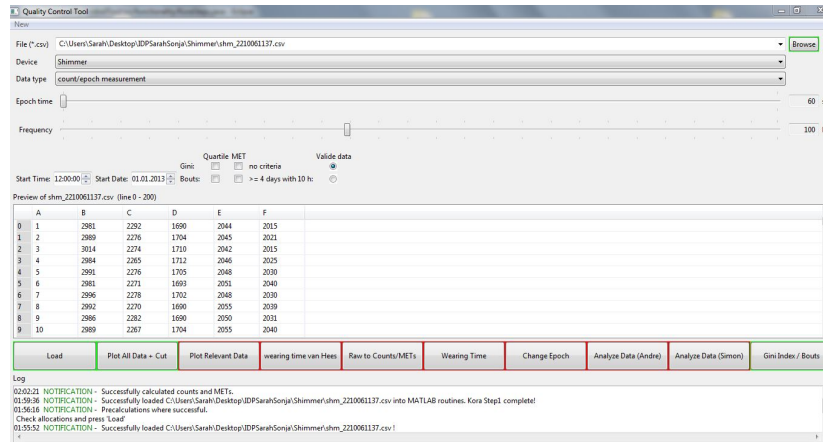 Quality Control Tool
New
File (*.csv) C:\Users\Sarah\Desktop\IDPSarahSonja\Shimmer\shm_2210061137.csv Browse
Device Shimmer
Data type count/epoch measurement
Epoch time 60
Frequency 100
Quartile MET Valide data
Gini: no criteria
Start Time: 12:00:00 Start Date: 01.01.2013 Bouts: >= 4 days with 10 h:
Preview of shm_2210061137.csv (line 0 - 200)
A B C D E F
0 1 2981 2292 1690 2044 2015
1 2 2989 2276 1704 2045 2021
2 3 3014 2274 1710 2042 2015
3 4 2984 2265 1712 2046 2025
4 5 2991 2276 1705 2048 2030
5 6 2981 2271 1693 2051 2040
6 7 2996 2278 1702 2048 2030
7 8 2992 2270 1690 2055 2039
8 9 2986 2282 1690 2050 2031
9 10 2989 2267 1704 2055 2040
Load Plot All Data + Cut Plot Relevant Data wearing time van Hees Raw to Counts/METs Wearing Time Change Epoch Analyze Data (Andre) Analyze Data (Simon) Gini Index / Bouts
Log
02:02:21 NOTIFICATION - Successfully calculated counts and METs.
01:59:36 NOTIFICATION - Successfully loaded C:\Users\Sarah\Desktop\IDPSarahSonja\Shimmer\shm_2210061137.csv into MATLAB routines. Kora Step1 complete!
01:56:16 NOTIFICATION - Precalculations where successful.
Check allocations and press 'Load'
01:55:52 NOTIFICATION - Successfully loaded C:\Users\Sarah\Desktop\IDPSarahSonja\Shimmer\shm_2210061137.csv !